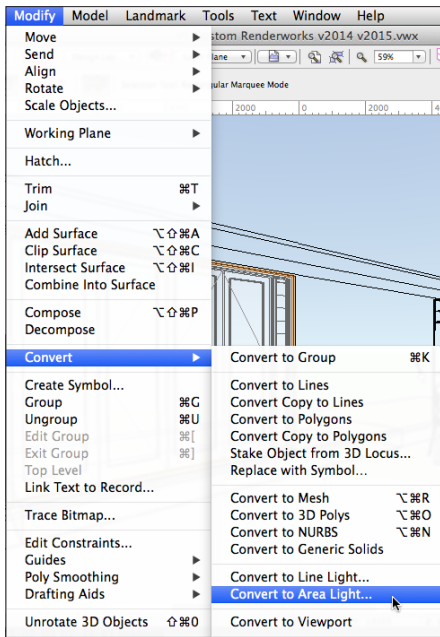 Modify Model Landmark Tools Text Window Help
Move
Send
Align
Rotate
Scale Objects...
Working Plane
Hatch...
Trim ⌘T
Join
Add Surface ⌥⇧⌘A
Clip Surface ⌥⇧⌘C
Intersect Surface ⌥⇧⌘I
Combine Into Surface
Compose ⌥⇧⌘P
Decompose
Convert
Create Symbol...
Group ⌘G
Ungroup ⌘U
Edit Group ⌘[
Exit Group ⌘]
Top Level
Link Text to Record...
Trace Bitmap...
Edit Constraints...
Guides
Poly Smoothing
Drafting Aids
Unrotate 3D Objects ⇧⌘0
stom Renderworks v2014 v2015.vwx
lane 59%
gular Marquee Mode
2000 0 2000 4
Convert to Group ⌘K
Convert to Lines
Convert Copy to Lines
Convert to Polygons
Convert Copy to Polygons
Stake Object from 3D Locus...
Replace with Symbol...
Convert to Mesh ⌥⌘R
Convert to 3D Polys ⌥⌘O
Convert to NURBS ⌥⌘N
Convert to Generic Solids
Convert to Line Light...
Convert to Area Light...
Convert to Viewport